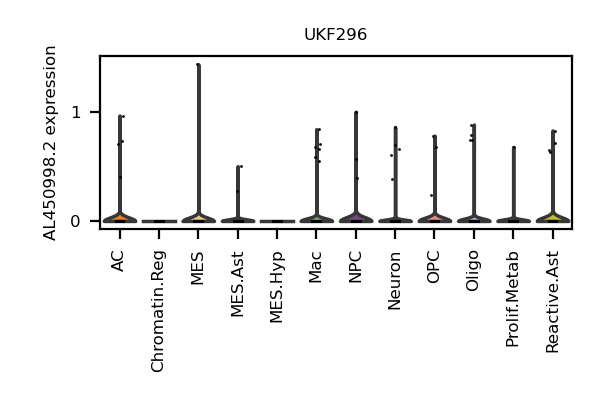 UKF296
AL450998.2 expression
1
0
AC
Chromatin.Reg
MES
MES.Ast
MES.Hyp
Mac
NPC
Neuron
OPC
Oligo
Prolif.Metab
Reactive.Ast